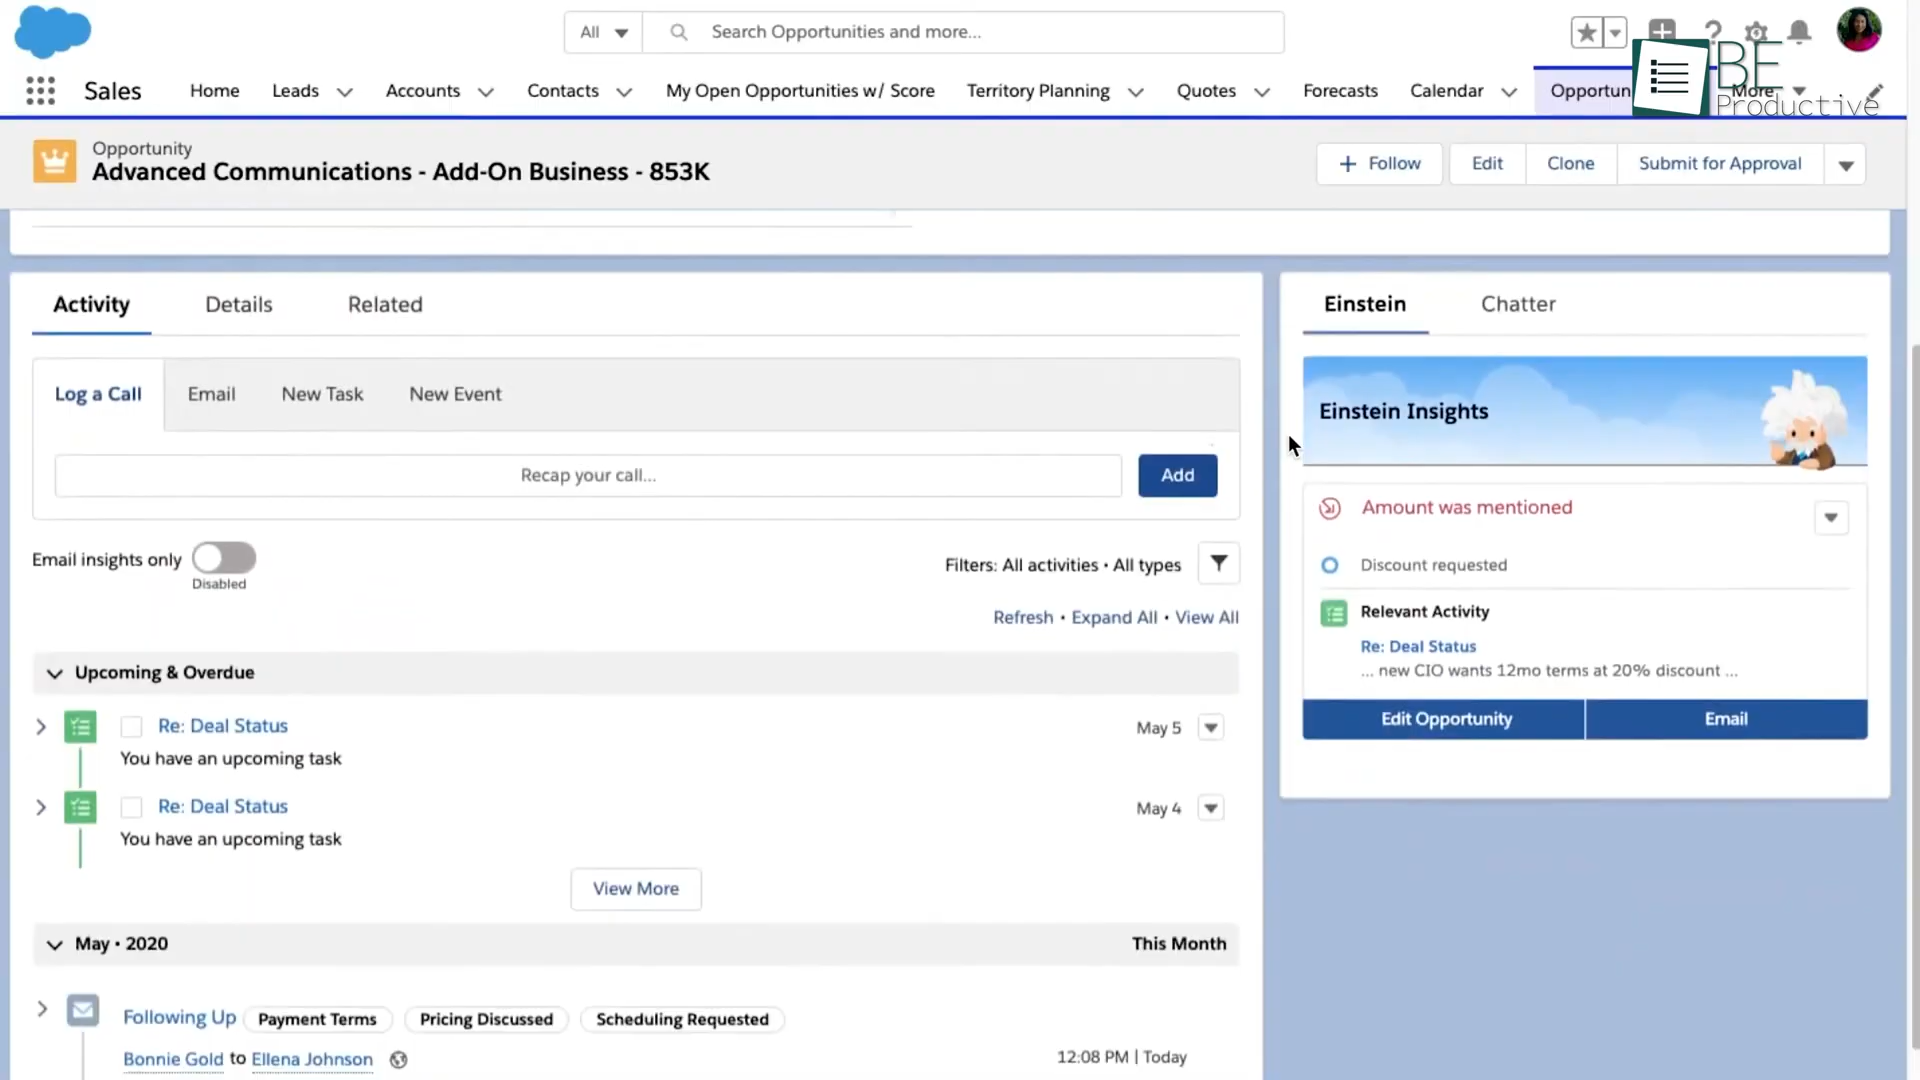 All
Search Opportunities and more...
BE
Productive
Sales
Home
Leads
Accounts
Contacts
My Open Opportunities w/ Score
Territory Planning
Quotes
Forecasts
Calendar
Opportun
More
Opportunity
Advanced Communications - Add-On Business - 853K
+ Follow
Edit
Clone
Submit for Approval
Activity
Details
Related
Log a Call
Email
New Task
New Event
Recap your call...
Add
Email insights only
Disabled
Filters: All activities • All types
Refresh • Expand All • View All
Upcoming & Overdue
Re: Deal Status
May 5
You have an upcoming task
Re: Deal Status
May 4
You have an upcoming task
View More
May • 2020
This Month
Following Up
Payment Terms
Pricing Discussed
Scheduling Requested
Bonnie Gold to Ellena Johnson
12:08 PM | Today
Einstein
Chatter
Einstein Insights
Amount was mentioned
Discount requested
Relevant Activity
Re: Deal Status
... new CIO wants 12mo terms at 20% discount ...
Edit Opportunity
Email